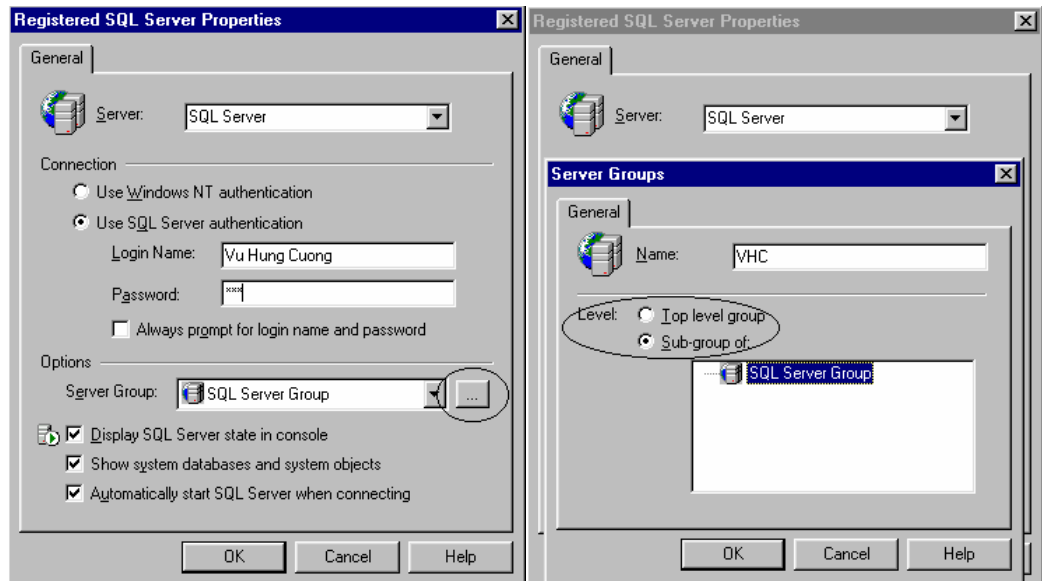 Registered SQL Server Properties
General
Server: SQL Server
Connection
Use Windows NT authentication
Use SQL Server authentication
Login Name: Vu Hung Cuong
Password: ***
Always prompt for login name and password
Options
Server Group: SQL Server Group ...
Display SQL Server state in console
Show system databases and system objects
Automatically start SQL Server when connecting
OK Cancel Help
Registered SQL Server Properties
General
Server: SQL Server
Server Groups
General
Name: VHC
Level: Top level group
Sub-group of:
SQL Server Group
OK Cancel Help